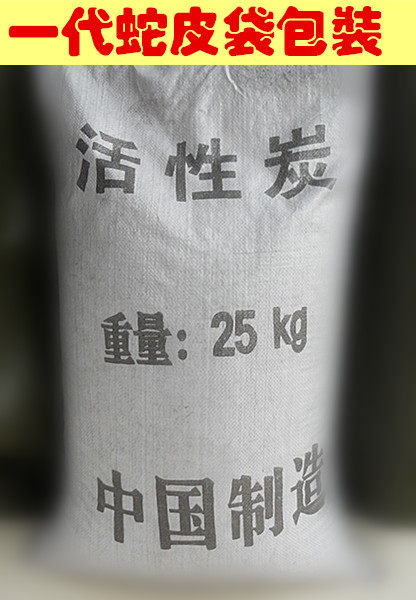 一代蛇皮袋包装
活性炭
重量：25 kg
中国制造